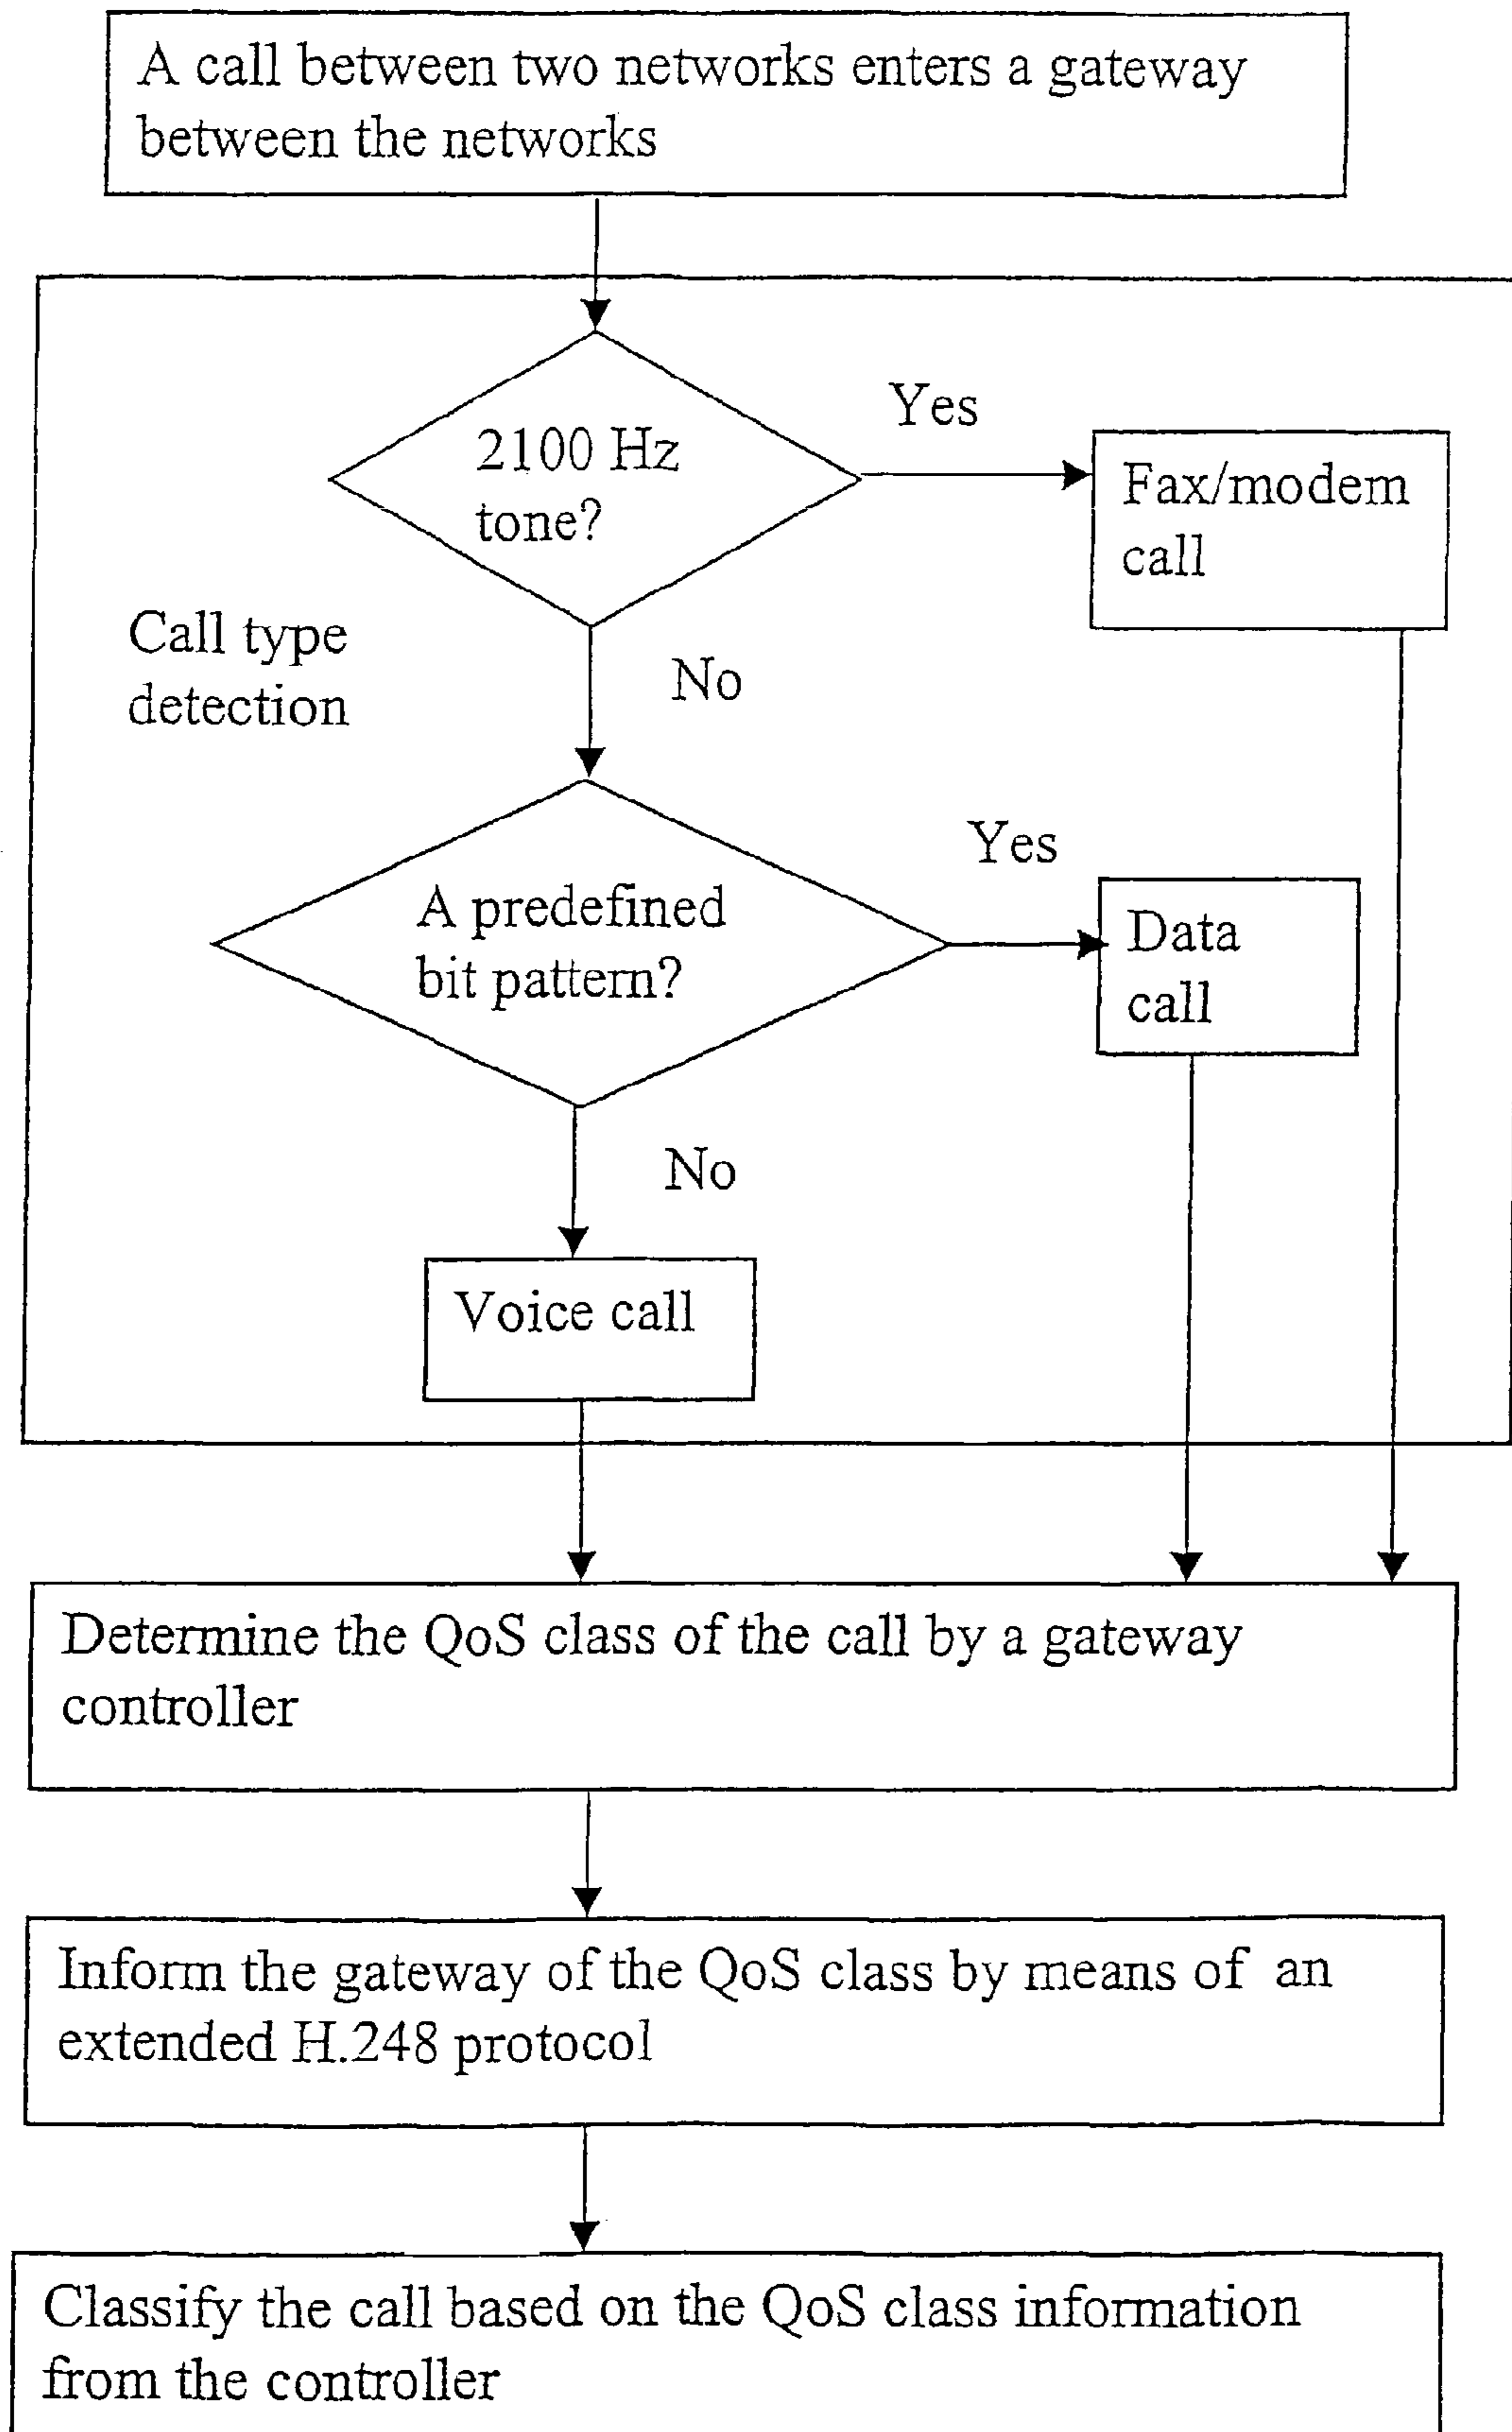 A call between two networks enters a gateway
between the networks
2100 Hz
tone?
Yes
Fax/modem
call
Call type
detection
No
A predefined
bit pattern?
Yes
Data
call
No
Voice call
Determine the QoS class of the call by a gateway
controller
Inform the gateway of the QoS class by means of an
extended H.248 protocol
Classify the call based on the QoS class information
from the controller